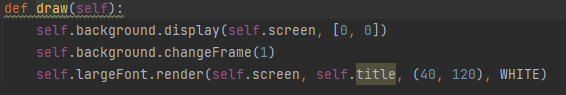 def draw(self):
    self.background.display(self.screen, [0, 0])
    self.background.changeFrame(1)
    self.largeFont.render(self.screen, self.title, (40, 120), WHITE)